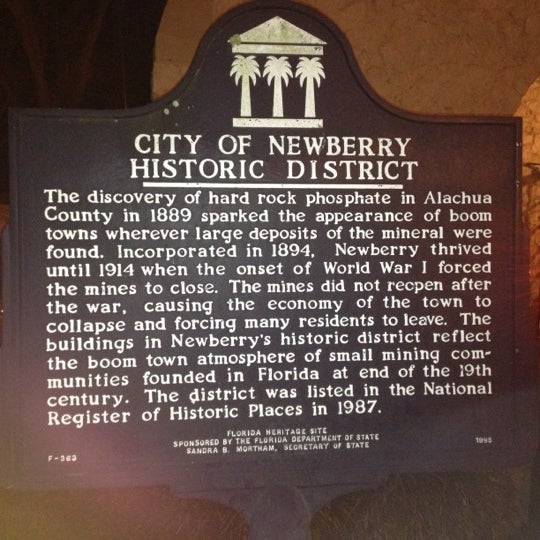 CITY OF NEWBERRY
HISTORIC DISTRICT
The discovery of hard rock phosphate in Alachua
County in 1889 sparked the appearance of boom
towns wherever large deposits of the mineral were
found. Incorporated in 1894, Newberry thrived
until 1914 when the onset of World War I forced
the mines to close. The mines did not reopen after
the war, causing the economy of the town to
collapse and forcing many residents to leave. The
buildings in Newberry's historic district reflect
the boom town atmosphere of small mining com-
munities founded in Florida at end of the 19th
century. The district was listed in the National
Register of Historic Places in 1987.
FLORIDA HERITAGE SITE
SPONSORED BY THE FLORIDA DEPARTMENT OF STATE
SANDRA B. MORTHAM, SECRETARY OF STATE
F-363 1995